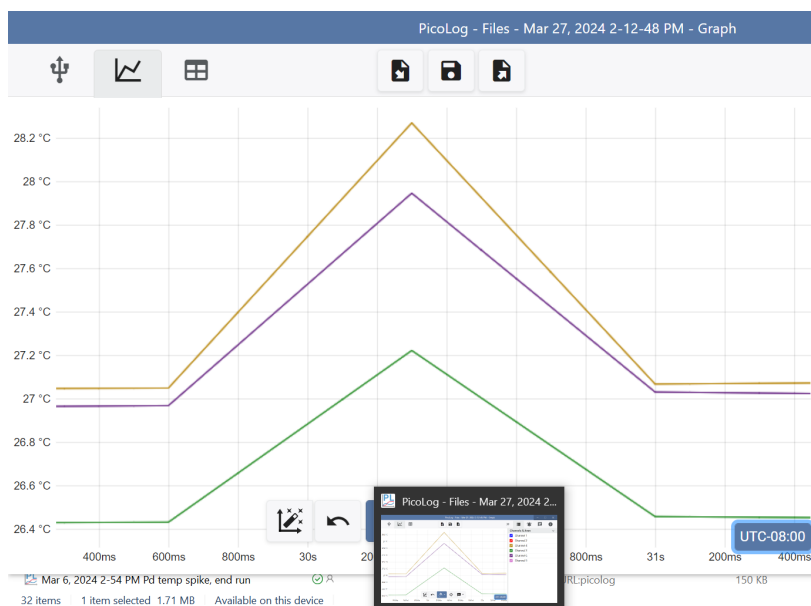 PicoLog - Files - Mar 27, 2024 2-12-48 PM - Graph
28.2 °C
28 °C
27.8 °C
27.6 °C
27.4 °C
27.2 °C
27 °C
26.8 °C
26.6 °C
26.4 °C
PicoLog - Files - Mar 27, 2024 2...
UTC-08:00
400ms 600ms 800ms 30s 20 800ms 31s 200ms 400ms
Mar 6, 2024 2-54 PM Pd temp spike, end run
URL:picolog 150 KB
32 items 1 item selected 1.71 MB Available on this device